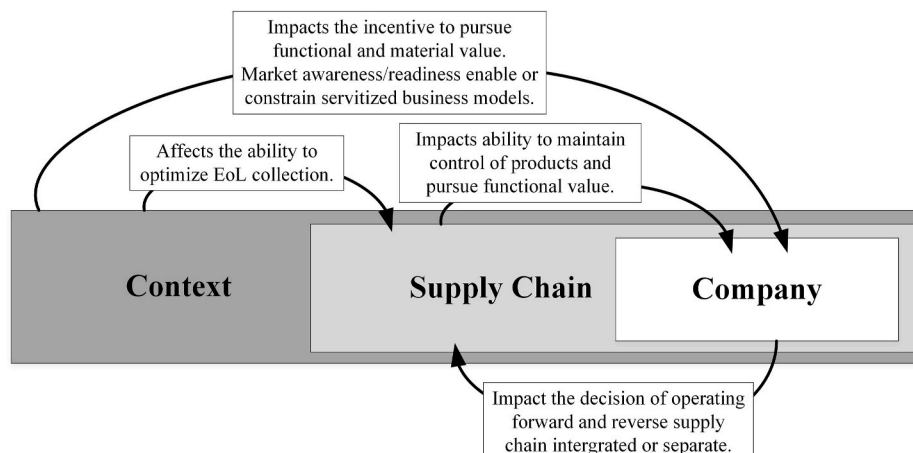 Impacts the incentive to pursue
functional and material value.
Market awareness/readiness enable or
constrain servitized business models.
Affects the ability to
optimize EoL collection.
Impacts ability to maintain
control of products and
pursue functional value.
Context
Supply Chain
Company
Impact the decision of operating
forward and reverse supply
chain intergrated or separate.